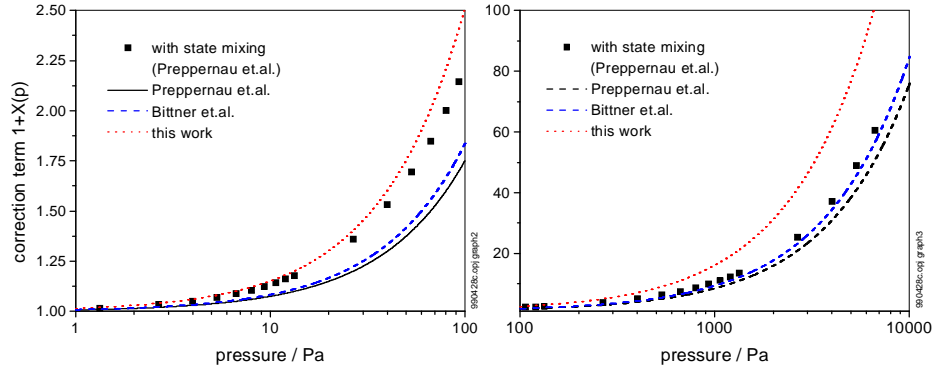 2.50
2.25
2.00
1.75
1.50
1.25
1.00
correction term 1+X(p)
with state mixing
(Preppernau et.al.)
Preppernau et.al.
Bittner et.al.
this work
990428c.opj graph2
1
10
100
pressure / Pa
100
80
60
40
20
with state mixing
(Preppernau et.al.)
Preppernau et.al.
Bittner et.al.
this work
990428c.opj graph3
100
1000
10000
pressure / Pa